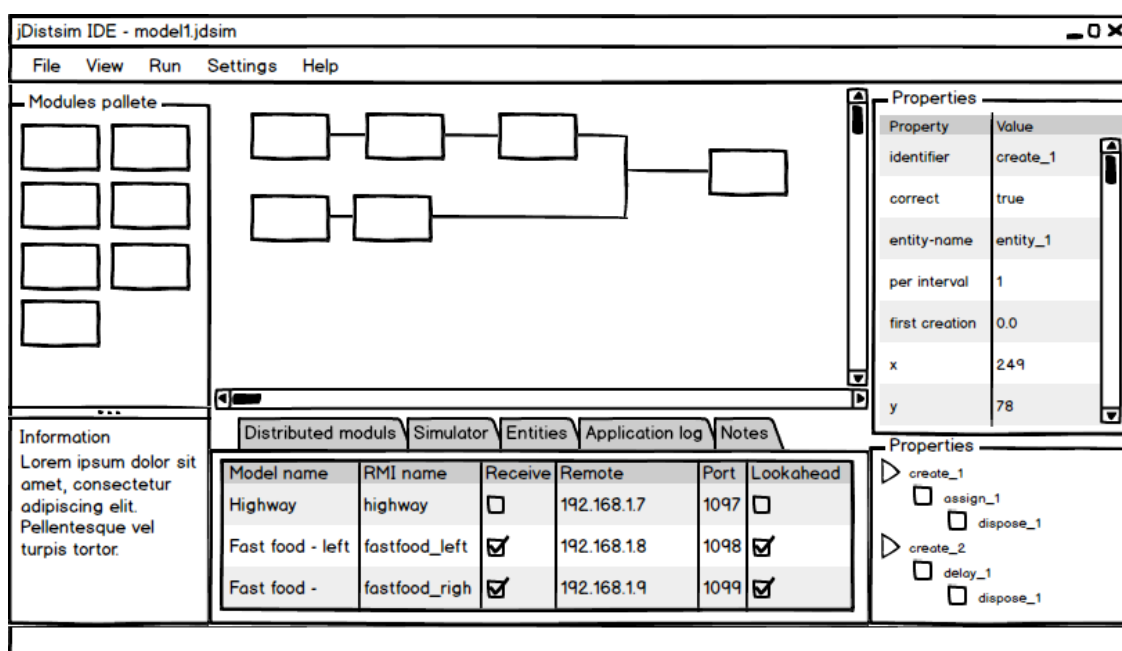 jDistsim IDE - model1.jdsim
File View Run Settings Help
Modules pallete
Properties
Property Value
identifier create_1
correct true
entity-name entity_1
per interval 1
first creation 0.0
x 249
y 78
Information
Lorem ipsum dolor sit
amet, consectetur
adipiscing elit.
Pellentesque vel
turpis tortor.
Distributed moduls Simulator Entities Application log Notes
Model name RMI name Receive Remote Port Lookahead
Highway highway 192.168.1.7 1097
Fast food - left fastfood_left 192.168.1.8 1098
Fast food - fastfood_righ 192.168.1.9 1099
Properties
create_1
assign_1
dispose_1
create_2
delay_1
dispose_1